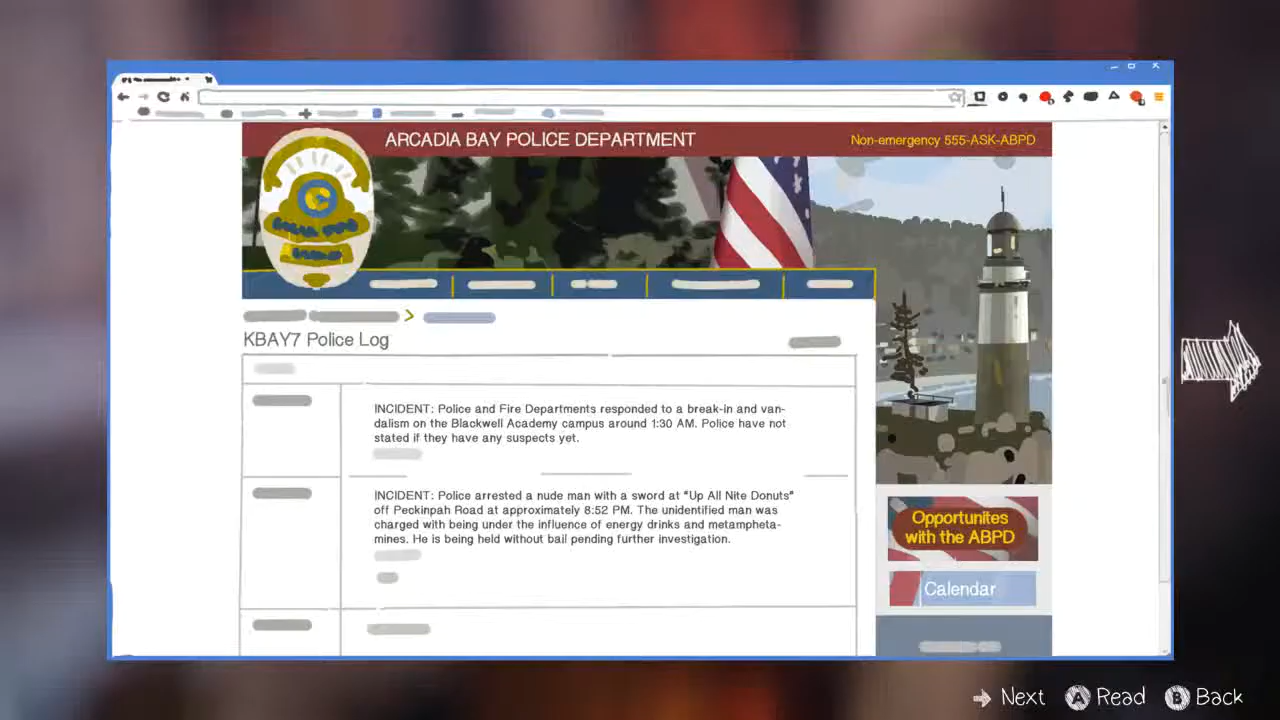 ARCADIA BAY POLICE DEPARTMENT
Non-emergency 555-ASK-ABPD
KBAY7 Police Log
INCIDENT: Police and Fire Departments responded to a break-in and van-
dalism on the Blackwell Academy campus around 1:30 AM. Police have not
stated if they have any suspects yet.
INCIDENT: Police arrested a nude man with a sword at "Up All Nite Donuts"
off Peckinpah Road at approximately 8:52 PM. The unidentified man was
charged with being under the influence of energy drinks and metampheta-
mines. He is being held without bail pending further investigation.
Opportunites
with the ABPD
Calendar
Next
A Read
B Back